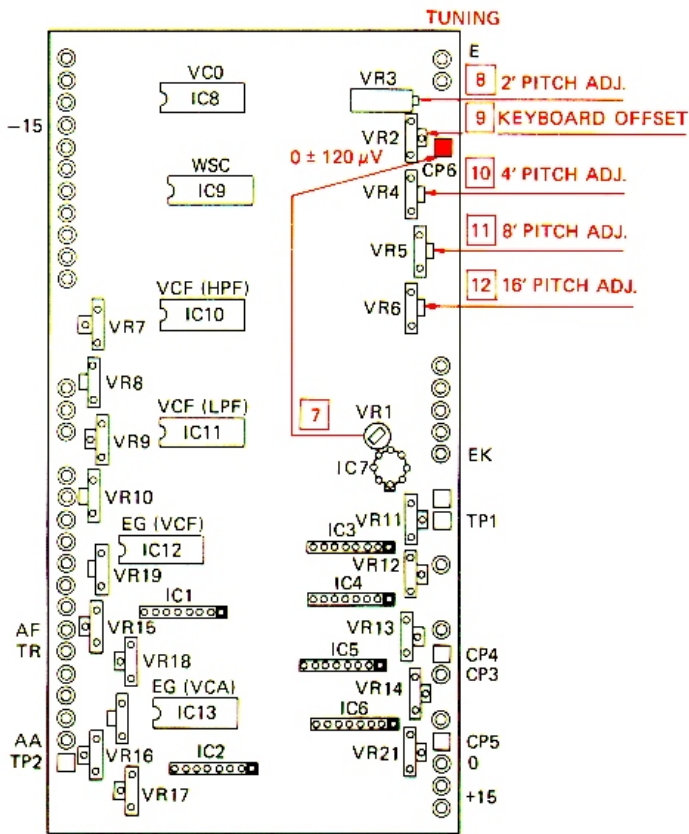 TUNING
E
VCO
IC8
VR3
8 2' PITCH ADJ.
9 KEYBOARD OFFSET
-15
VR2
0 ± 120 µV
CP6
WSC
IC9
VR4
10 4' PITCH ADJ.
11 8' PITCH ADJ.
VR5
12 16' PITCH ADJ.
VCF (HPF)
IC10
VR6
VR7
VR8
VCF (LPF)
IC11
7
VR1
VR9
IC7
EK
VR10
VR11
TP1
EG (VCF)
IC12
IC3
VR12
VR19
IC4
IC1
VR15
AF
TR
VR13
VR18
IC5
CP4
CP3
EG (VCA)
IC13
VR14
IC6
AA
TP2
VR16
IC2
VR21
CP5
0
VR17
+15